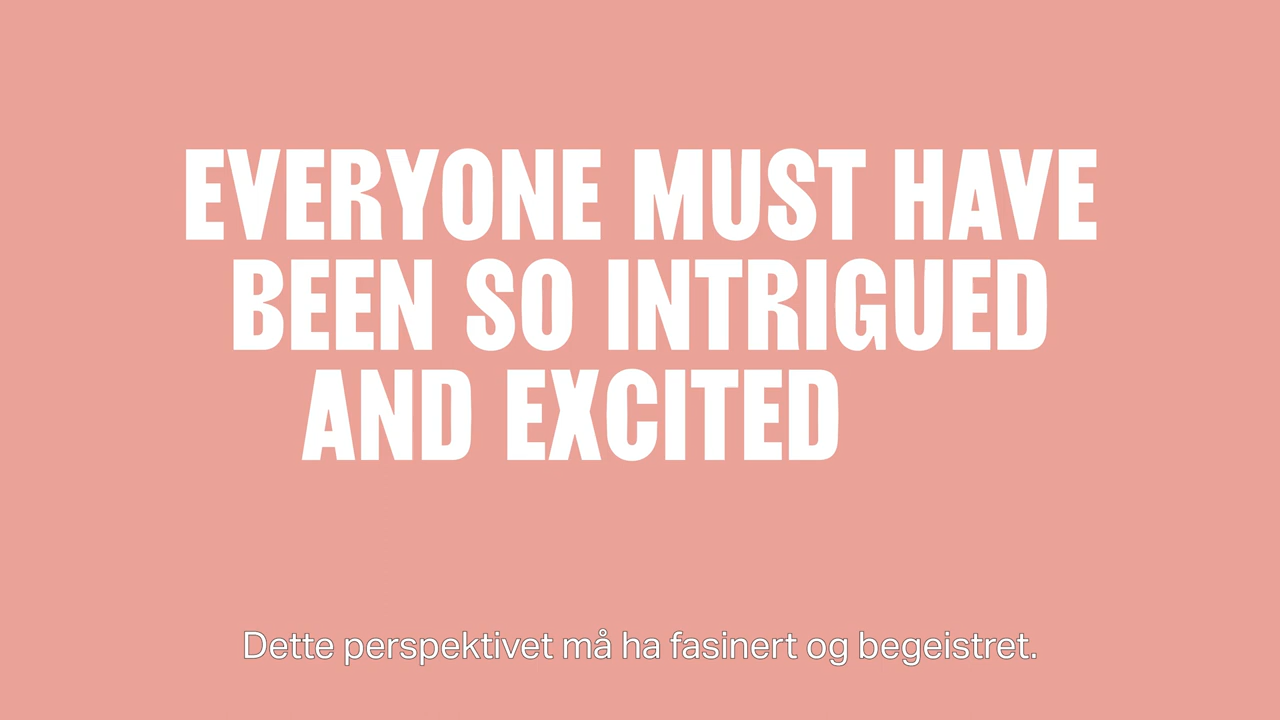 EVERYONE MUST HAVE
BEEN SO INTRIGUED
AND EXCITED
Dette perspektivet må ha fasinert og begeistret.